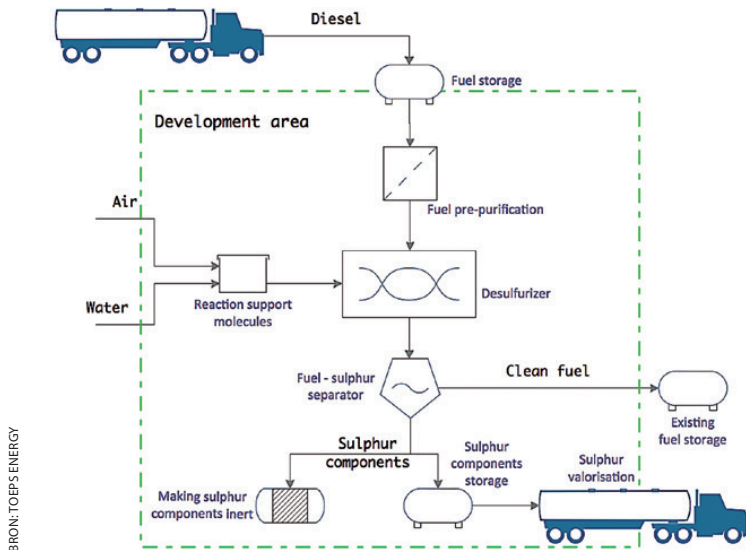 Diesel
Fuel storage
Development area
Fuel pre-purification
Air
Water
Reaction support
molecules
Desulfurizer
Fuel - sulphur
separator
Clean fuel
Existing
fuel storage
Sulphur
components
Sulphur
components
storage
Sulphur
valorisation
Making sulphur
components inert
BRON: TOEPS ENERGY